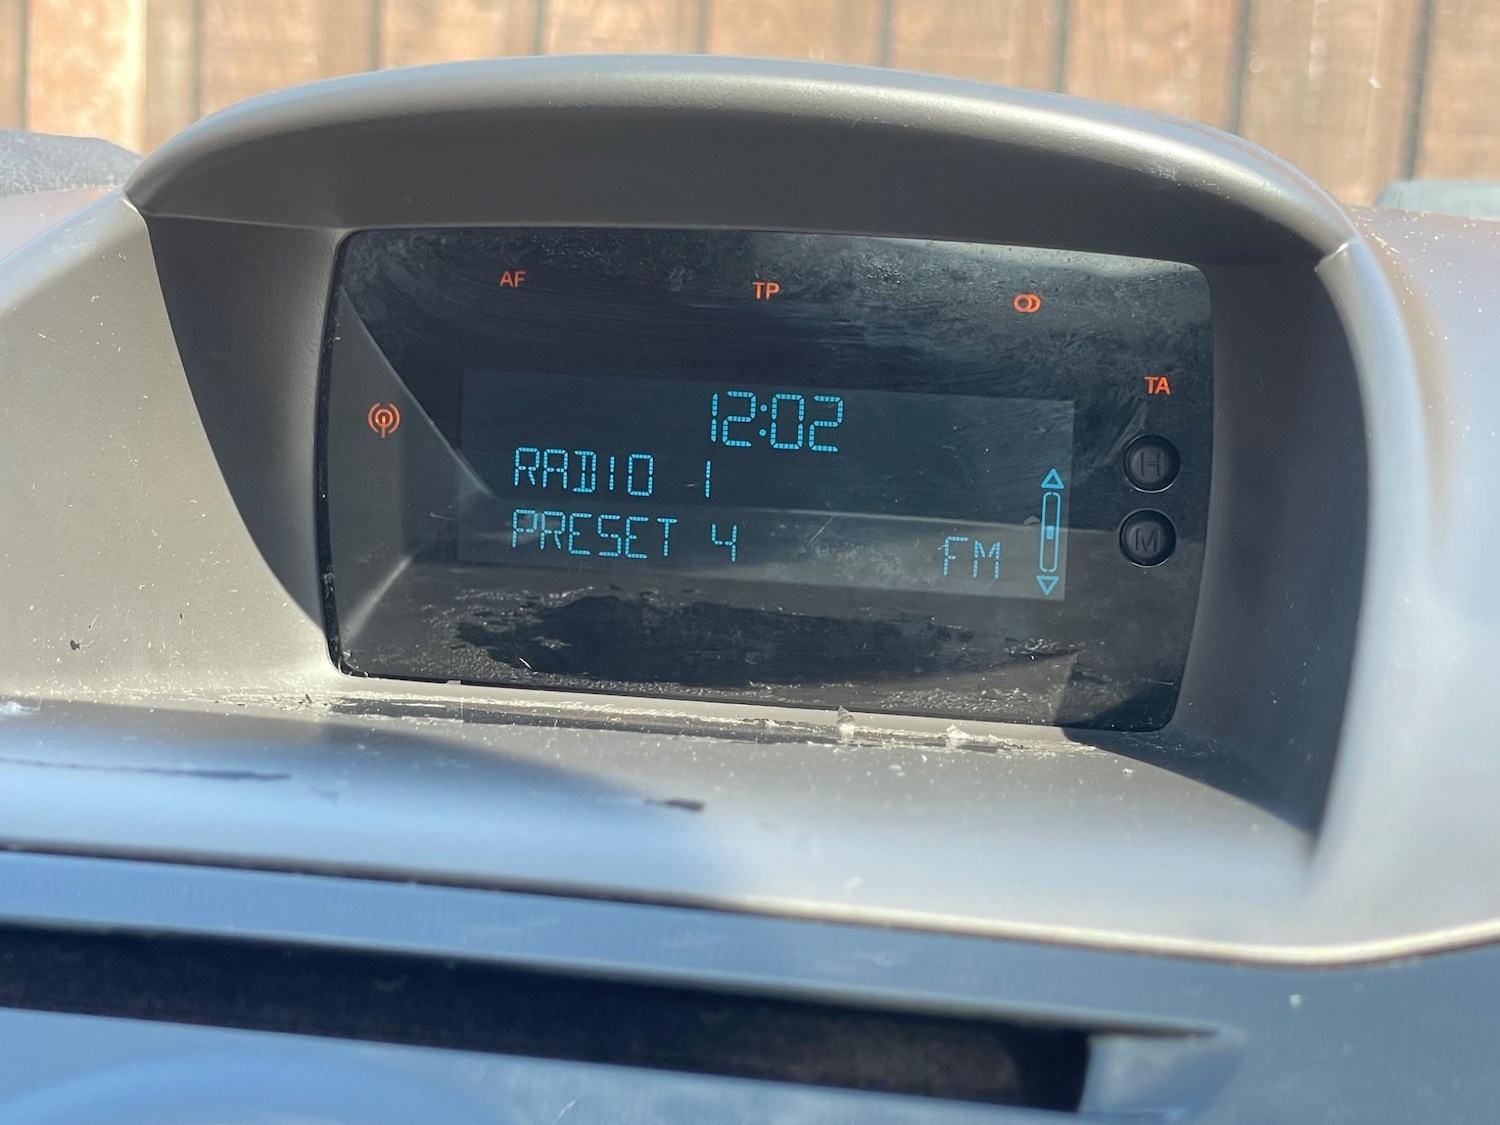 AF
TP
TA
12:02
RADIO 1
H
PRESET 4
FM
M